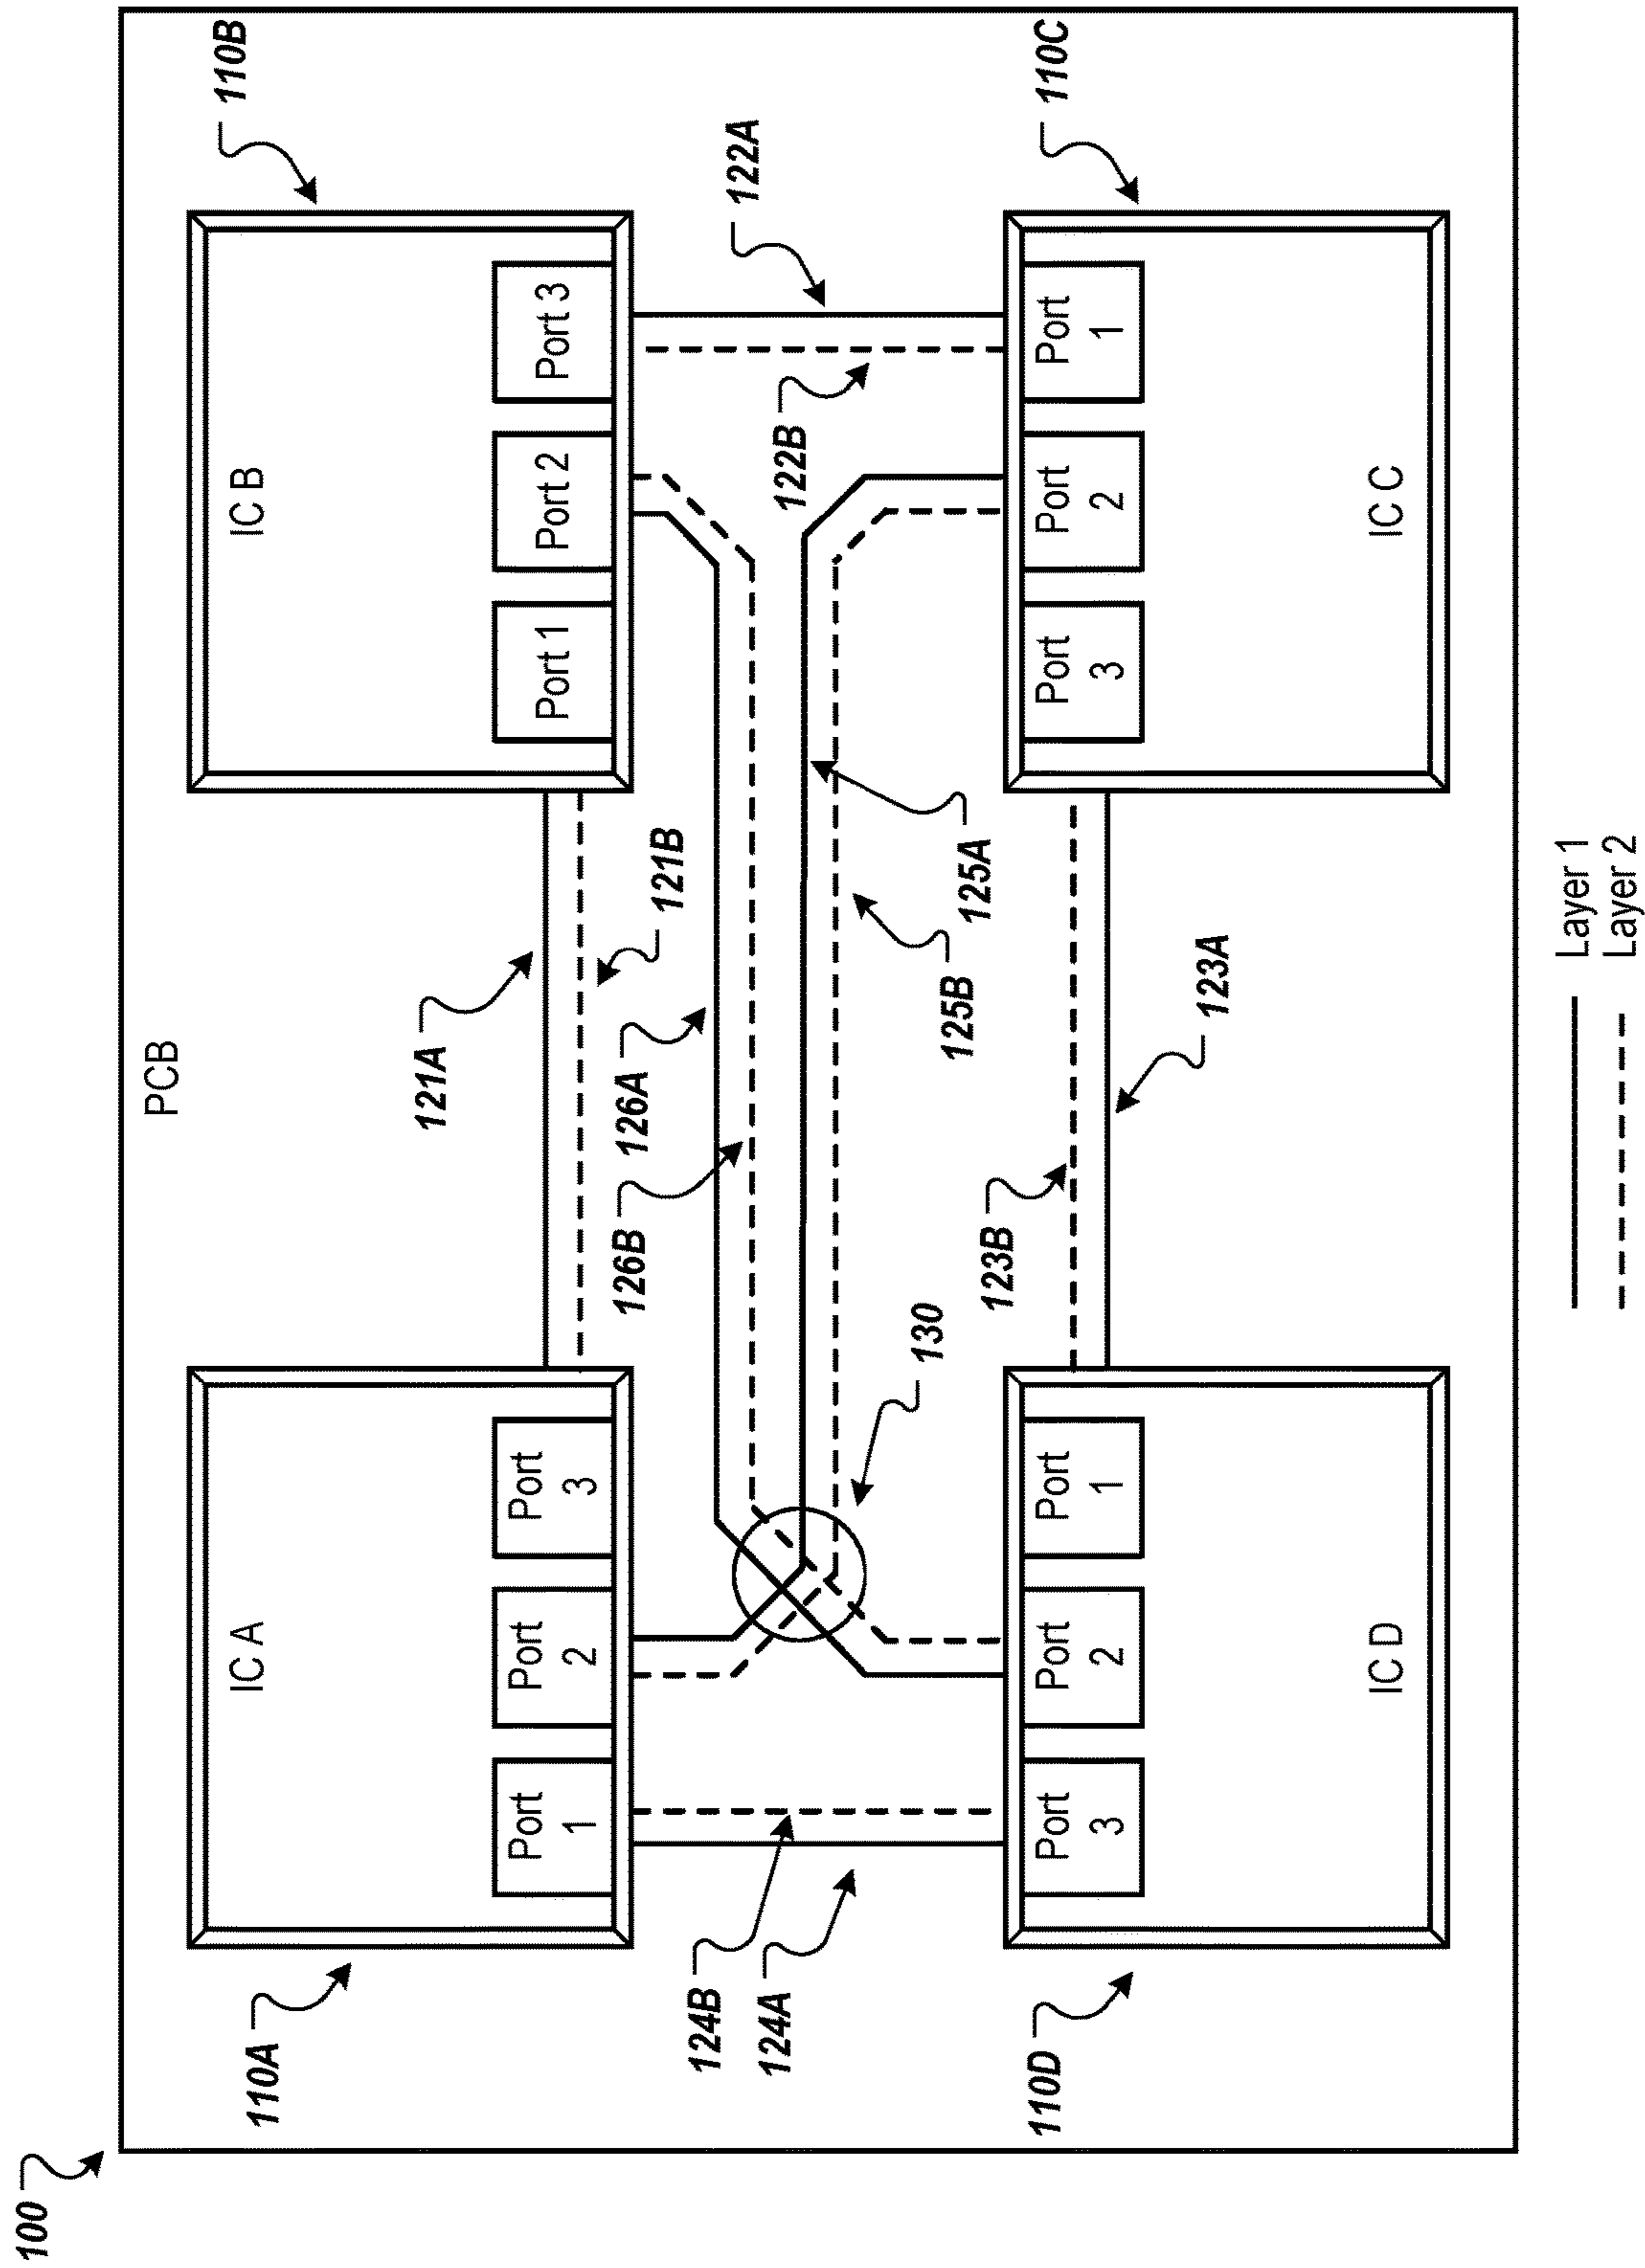 100
PCB
110A
IC A
Port
1
Port
2
Port
3
121A
121B
110B
IC B
Port 1
Port 2
Port 3
124B
124A
126B
126A
130
125B
125A
122B
122A
123B
123A
110D
Port
3
Port
2
Port
1
IC D
110C
Port
3
Port
2
Port
1
IC C
Layer 1
Layer 2